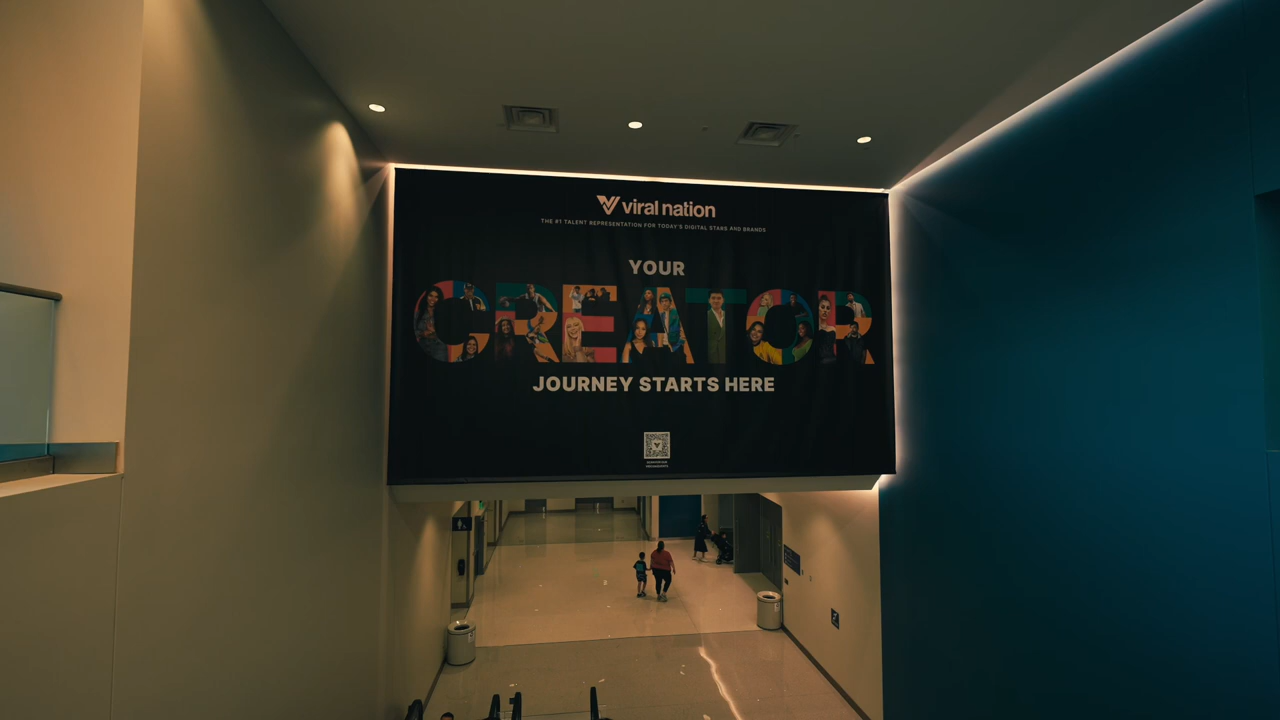 viral nation
THE #1 TALENT REPRESENTATION FOR TODAY'S DIGITAL STARS AND BRANDS
YOUR
CREATOR
JOURNEY STARTS HERE